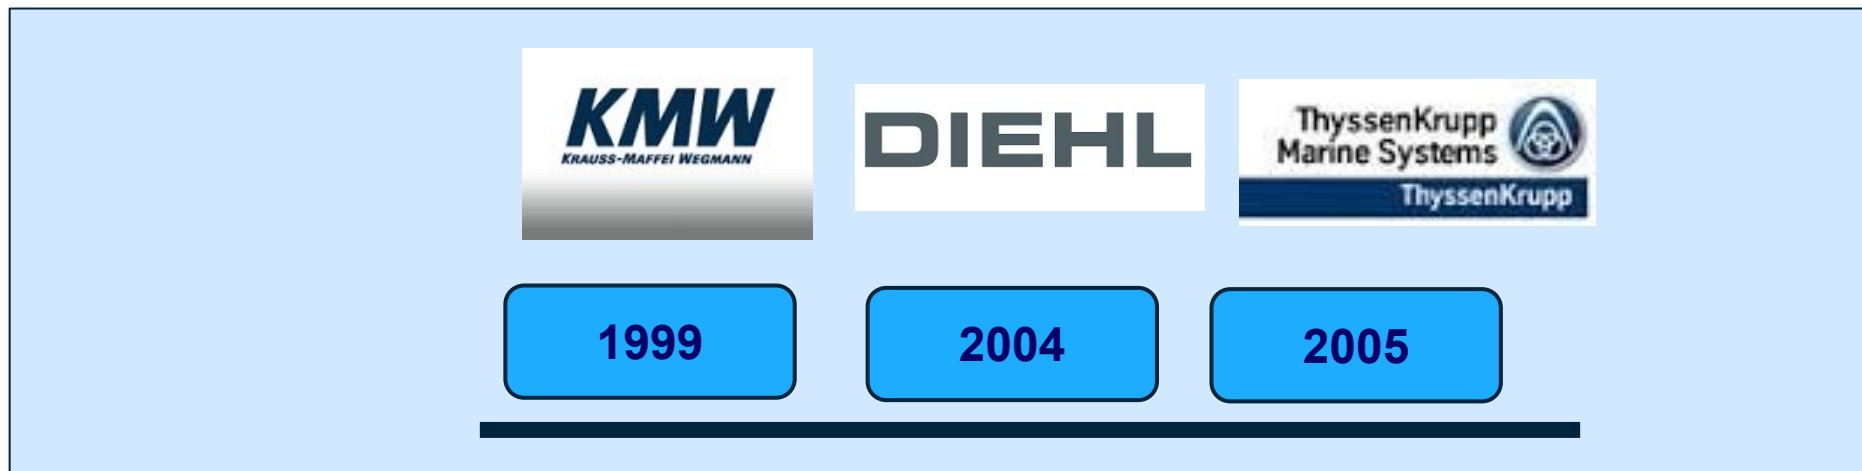 KMW
KRAUSS-MAFFEI WEGMANN
DIEHL
ThyssenKrupp
Marine Systems
ThyssenKrupp
1999
2004
2005